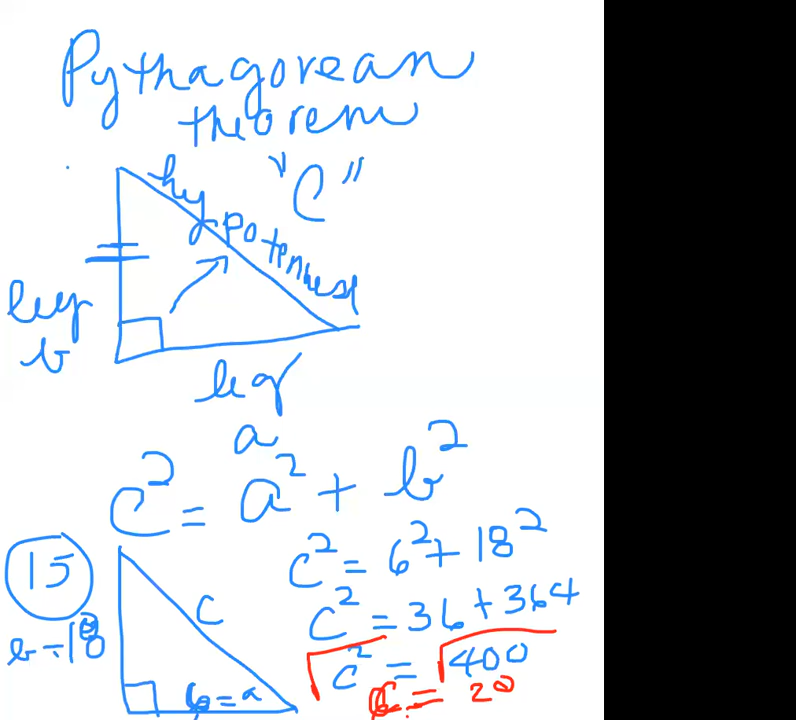 Pythagorean
theorem
"C"
hypotenuse
leg
b
leg
a
c² = a² + b²
15
c² = 6² + 18²
C
c² = 36 + 364
b = 18
c² = 400
6 = a
c = 20